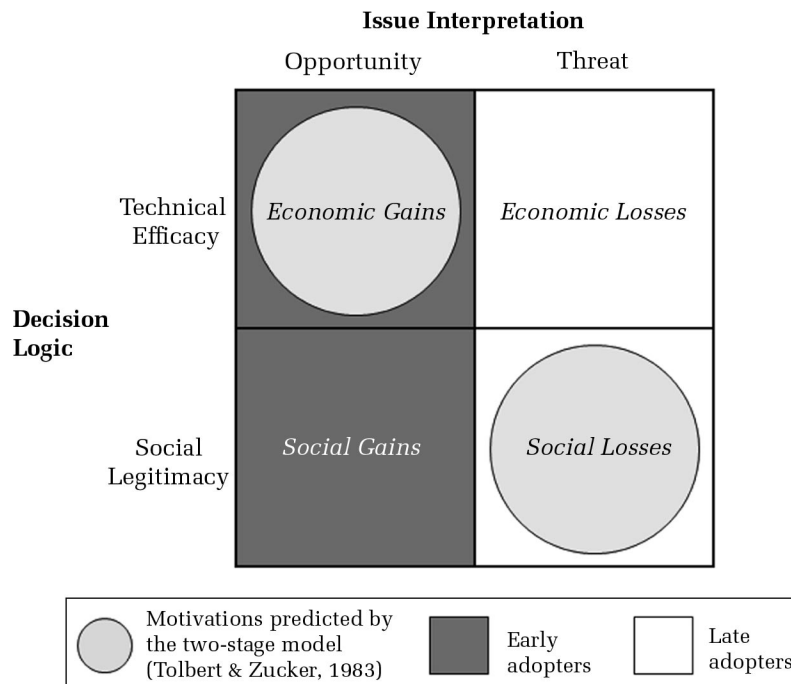 Issue Interpretation
Opportunity
Threat
Technical
Efficacy
Economic Gains
Economic Losses
Decision
Logic
Social
Legitimacy
Social Gains
Social Losses
Motivations predicted by
the two-stage model
(Tolbert & Zucker, 1983)
Early
adopters
Late
adopters